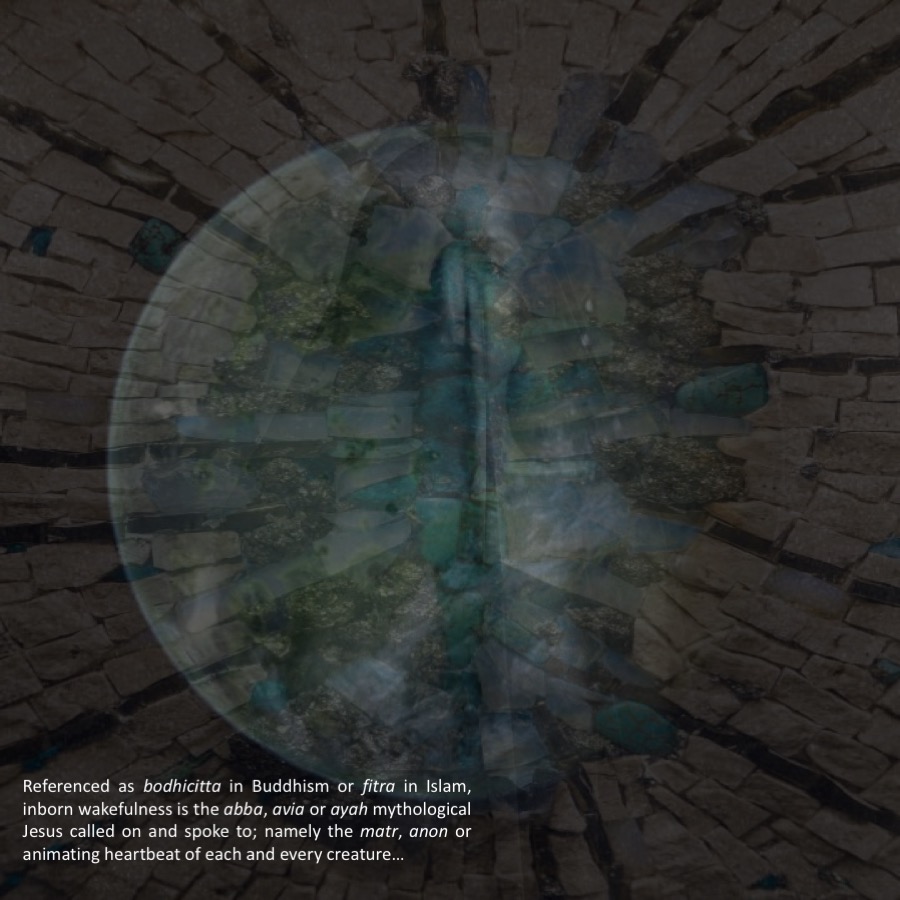 Referenced as bodhicitta in Buddhism or fitra in Islam,
inborn wakefulness is the abba, avia or ayah mythological
Jesus called on and spoke to; namely the matr, anon or
animating heartbeat of each and every creature...